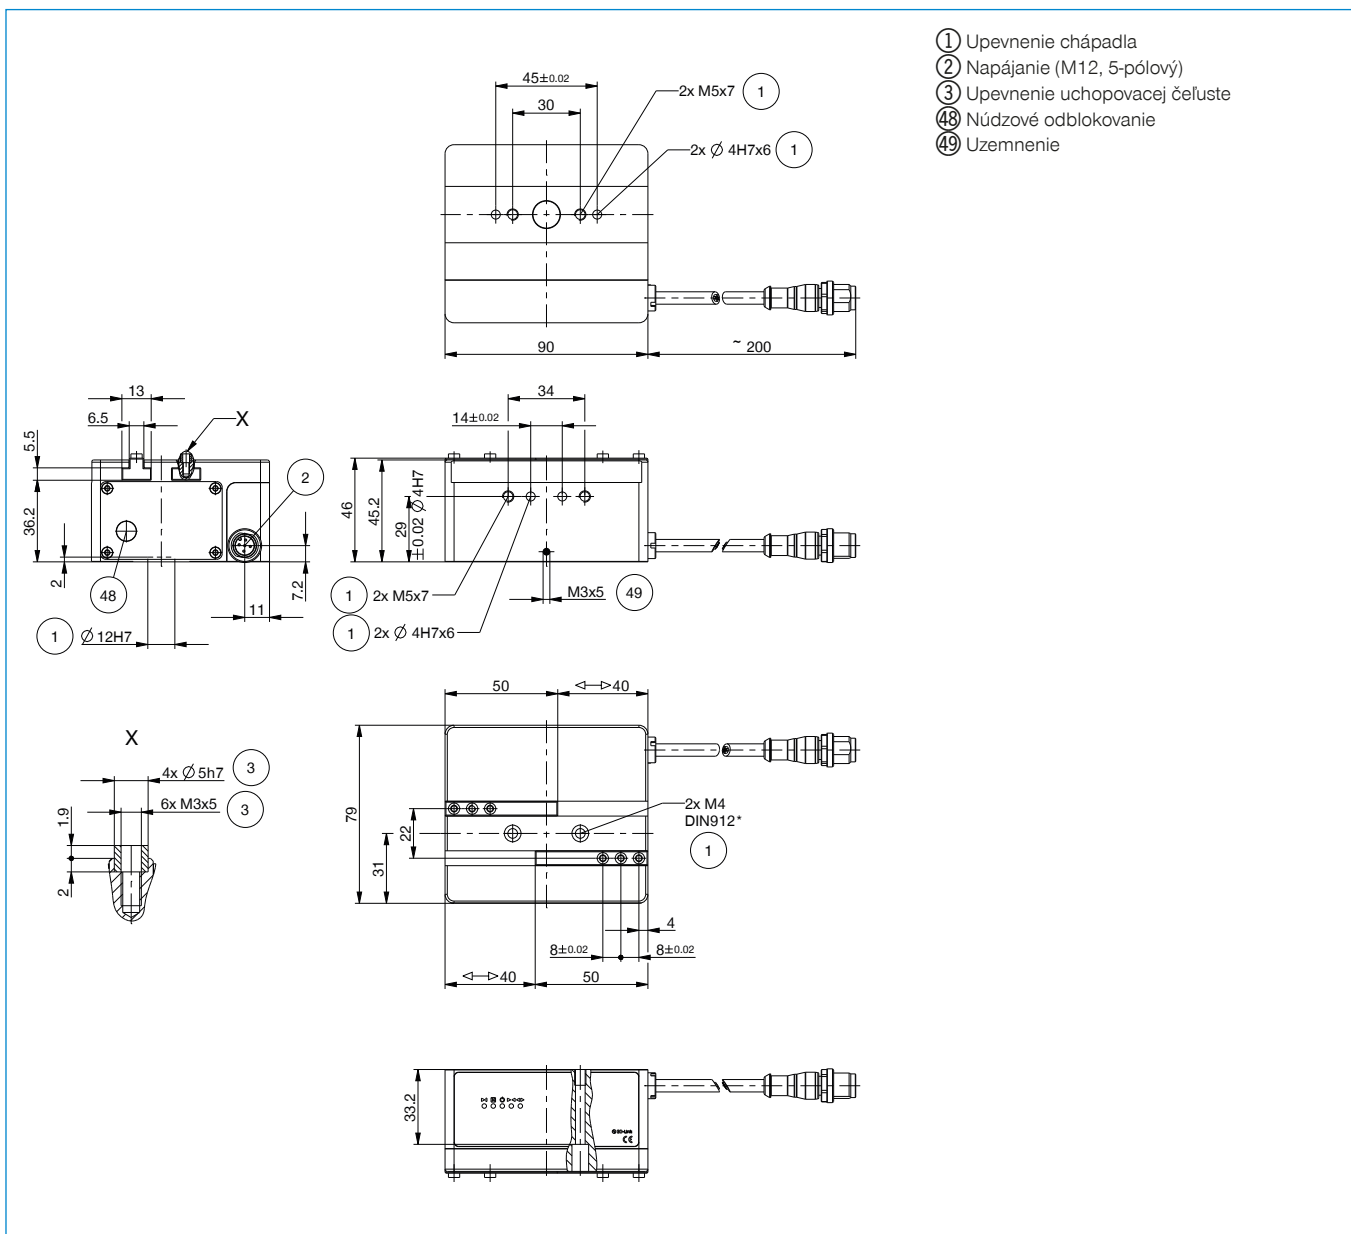 ① Upevnenie chápadla
② Napájanie (M12, 5-pólový)
③ Upevnenie uchopovacej čeľuste
㊽ Núdzové odblokovanie
㊾ Uzemnenie
45±0.02
30
2x M5x7 1
2x Ø 4H7x6 1
90
~ 200
13
6.5
X
5.5
36.2
2
2
48
7.2
11
1 Ø 12H7
34
14±0.02
46
45.2
29 ±0.02 Ø 4H7
1 2x M5x7
M3x5 49
1 2x Ø 4H7x6
X
4x Ø 5h7 3
6x M3x5 3
1.9
2
50
40
79
22
31
2x M4
DIN912*
1
4
8±0.02
8±0.02
40
50
33.2
IO-Link
CE